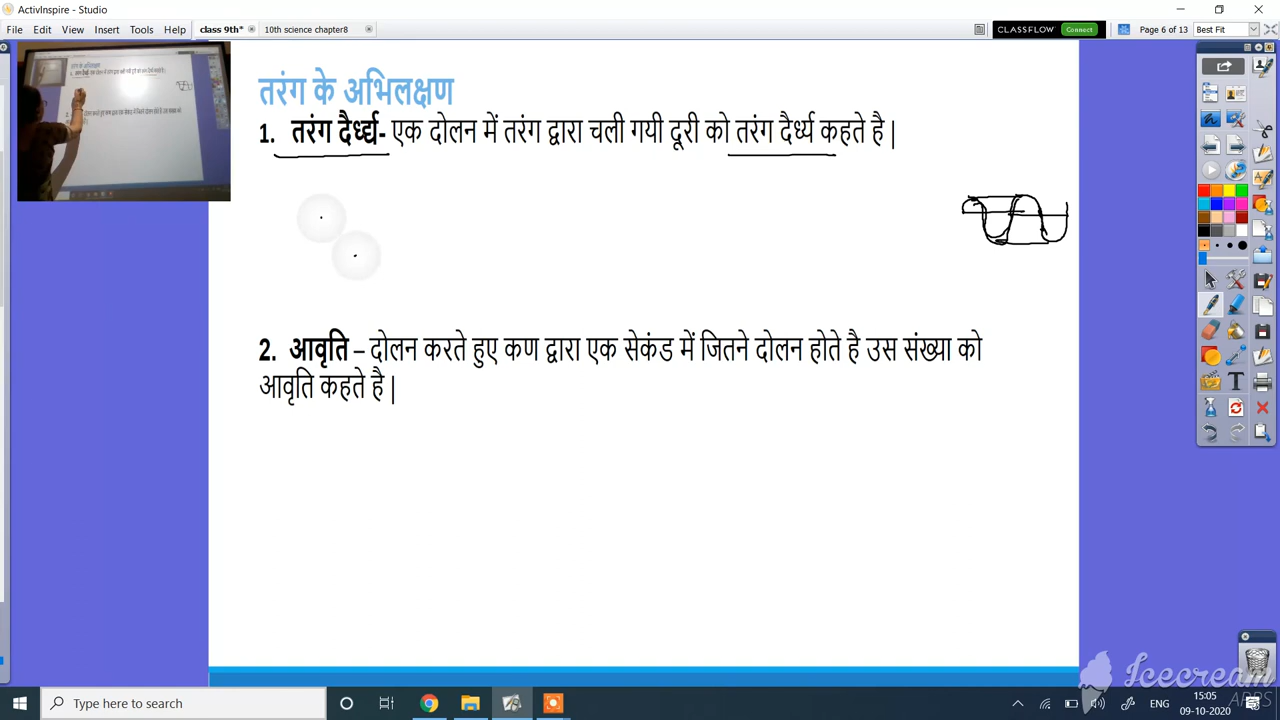 ActivInspire - Studio
File Edit View Insert Tools Help class 9th* 10th science chapter8 CLASSFLOW Connect Page 6 of 13 Best Fit
तरंग के अभिलक्षण
1. तरंग दैर्ध्य- एक दोलन में तरंग द्वारा चली गयी दूरी को तरंग दैर्ध्य कहते है |
2. आवृति – दोलन करते हुए कण द्वारा एक सेकंड में जितने दोलन होते है उस संख्या को
आवृति कहते है |
Icecream
APPS
Type here to search
ENG
15:05
09-10-2020